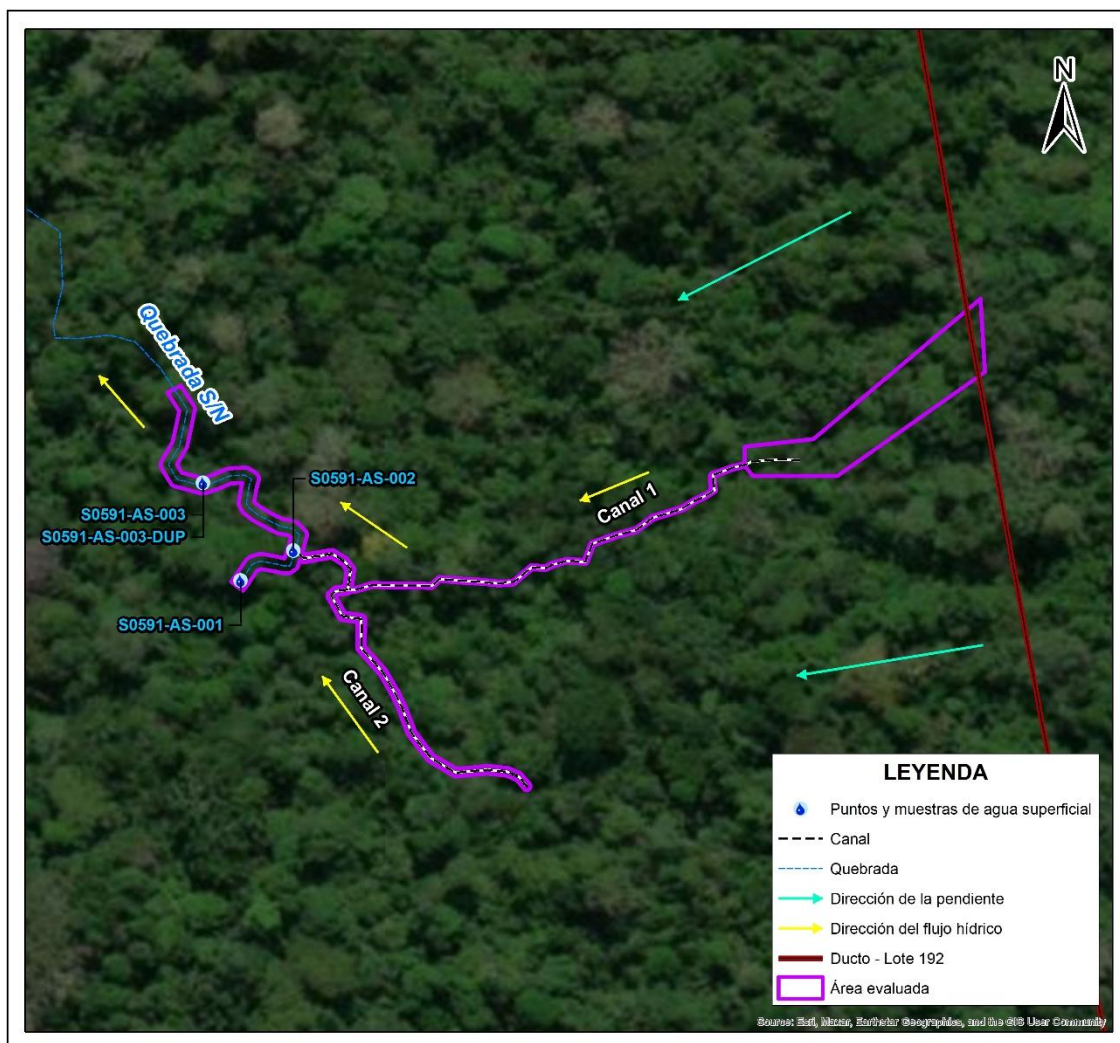 N
Quebrada S/N
S0591-AS-002
S0591-AS-003
S0591-AS-003-DUP
S0591-AS-001
Canal 1
Canal 2
LEYENDA
Puntos y muestras de agua superficial
Canal
Quebrada
Dirección de la pendiente
Dirección del flujo hídrico
Ducto - Lote 192
Área evaluada
Source: Esri, Maxar, Earthstar Geographics, and the GIS User Community